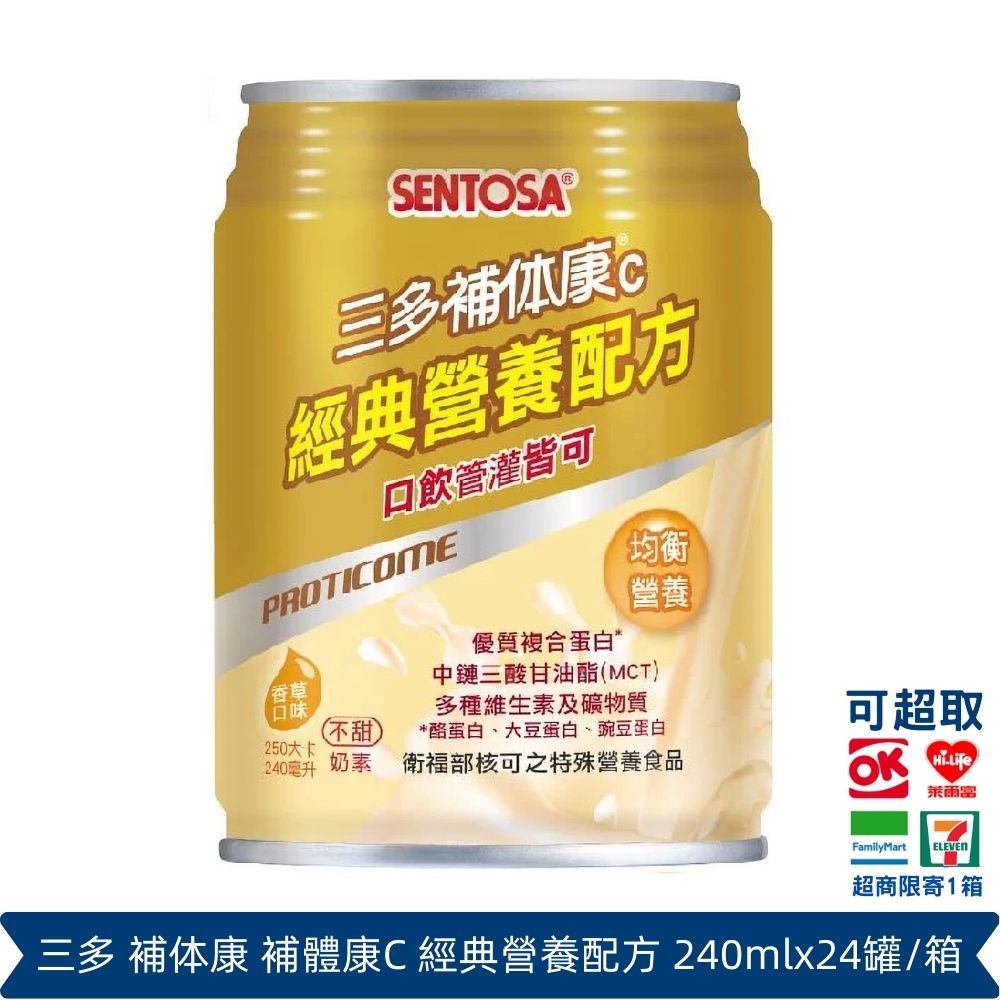 SENTOSA®
三多補体康®C
經典營養配方
口飲管灌皆可
PROTICOME
均衡
營養
優質複合蛋白*
中鏈三酸甘油酯(MCT)
多種維生素及礦物質
*酪蛋白、大豆蛋白、豌豆蛋白
香草
口味
250大卡
240毫升
不甜
奶素
衛福部核可之特殊營養食品
可超取
OK
Hi-Life
萊爾富
FamilyMart
7
ELEVEn
超商限寄1箱
三多 補体康 補體康C 經典營養配方 240mlx24罐/箱